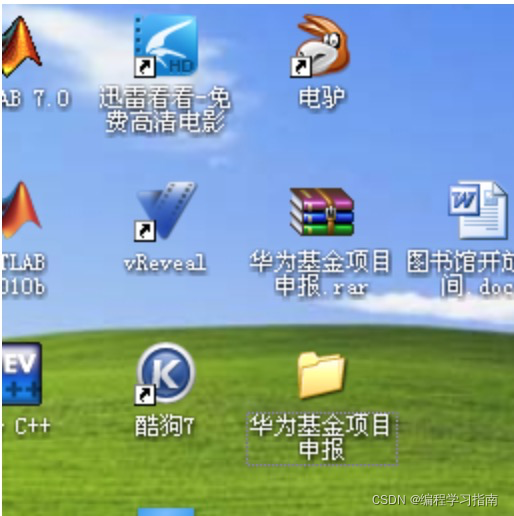 AB 7.0
迅雷看看-免
费高清电影
HD
电驴
TLAB
010b
vReveal
华为基金项目
申报.rar
W
图书馆开放
间.doc
EV
++
C++
K
酷狗7
华为基金项目
申报
CSDN @编程学习指南